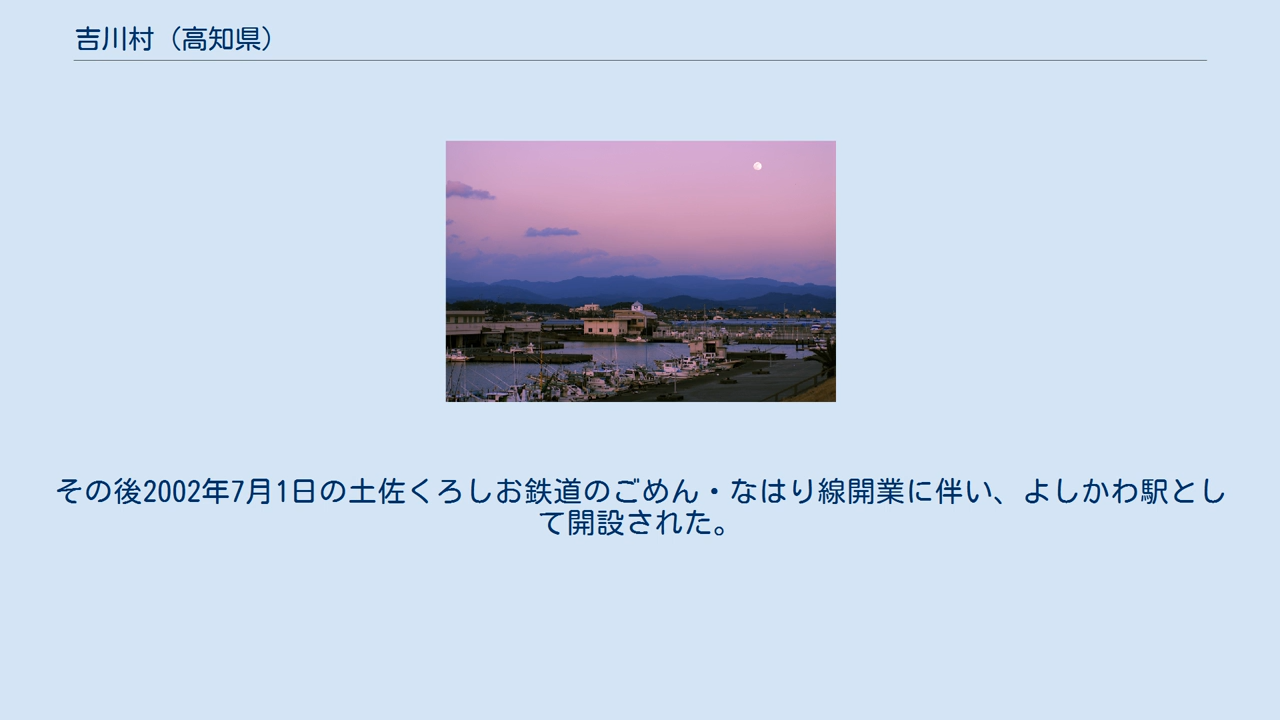 吉川村（高知県）
その後2002年7月1日の土佐くろしお鉄道のごめん・なはり線開業に伴い、よしかわ駅とし
て開設された。